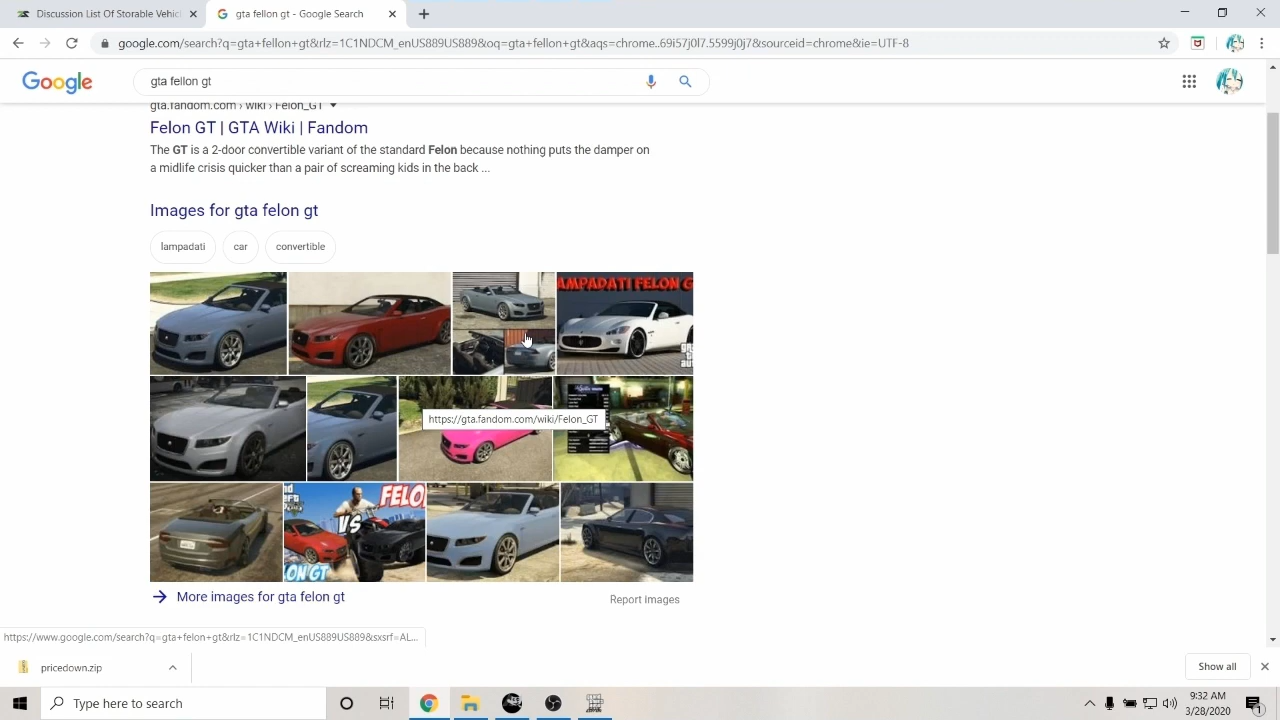 Discussion List Of Storable Vehicl
gta fellon gt - Google Search
google.com/search?q=gta+fellon+gt&rlz=1C1NDCM_enUS889US889&oq=gta+fellon+gt&aqs=chrome..69i57j0l7.5599j0j7&sourceid=chrome&ie=UTF-8
Google
gta fellon gt
gta.fandom.com › wiki › Felon_GT
Felon GT | GTA Wiki | Fandom
The GT is a 2-door convertible variant of the standard Felon because nothing puts the damper on
a midlife crisis quicker than a pair of screaming kids in the back ...
Images for gta felon gt
lampadati
car
convertible
AMPADATI FELON G
https://gta.fandom.com/wiki/Felon_GT
FELO
VS
ON GT
More images for gta felon gt
Report images
https://www.google.com/search?q=gta+felon+gt&rlz=1C1NDCM_enUS889US889&sxsrf=AL...
pricedown.zip
Show all
Type here to search
9:32 AM
3/28/2020
1